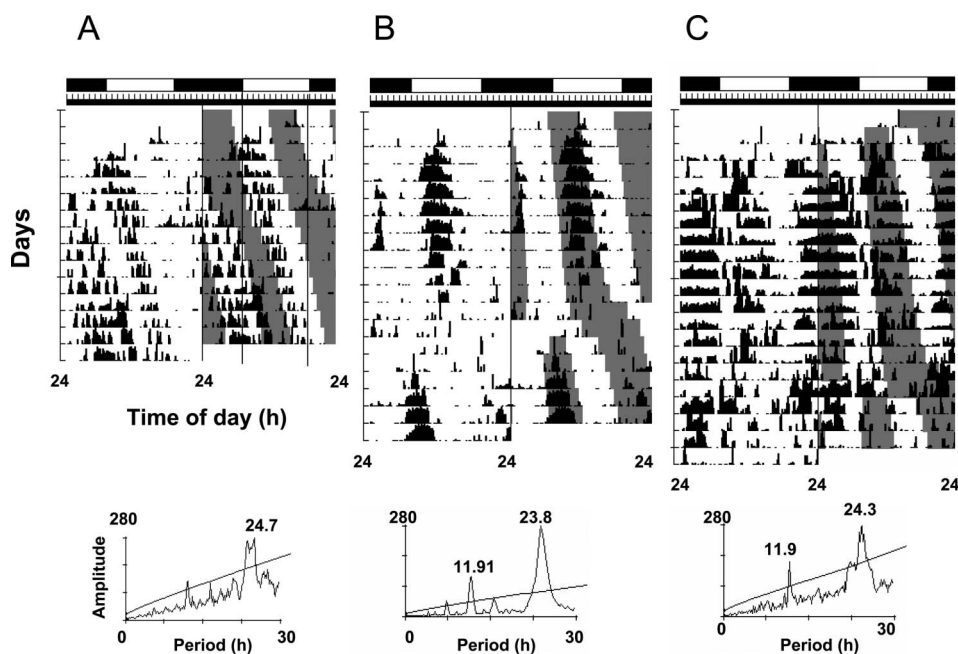 A B C
Days
24 24 24
Time of day (h)
24 24 24
24 24 24
280 24.7
Amplitude
0 30
Period (h)
280 23.8
11.91
0 30
Period (h)
280 24.3
11.9
0 30
Period (h)